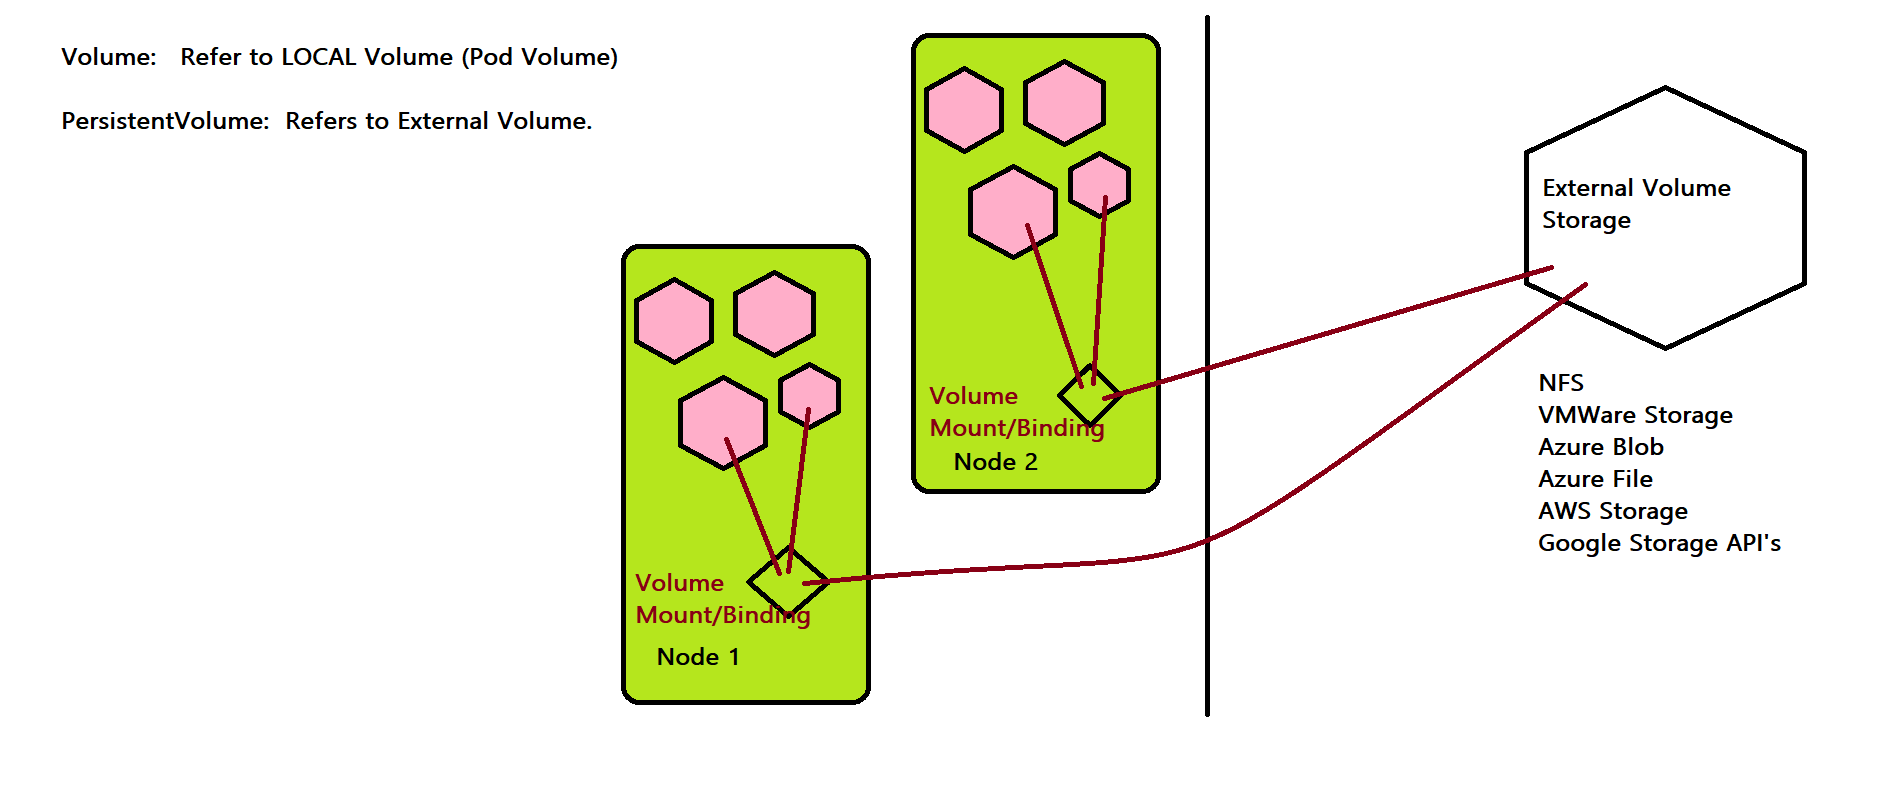 Volume:   Refer to LOCAL Volume (Pod Volume)
PersistentVolume:  Refers to External Volume.
Volume
Mount/Binding
Node 1
Volume
Mount/Binding
Node 2
External Volume
Storage
NFS
VMWare Storage
Azure Blob
Azure File
AWS Storage
Google Storage API's